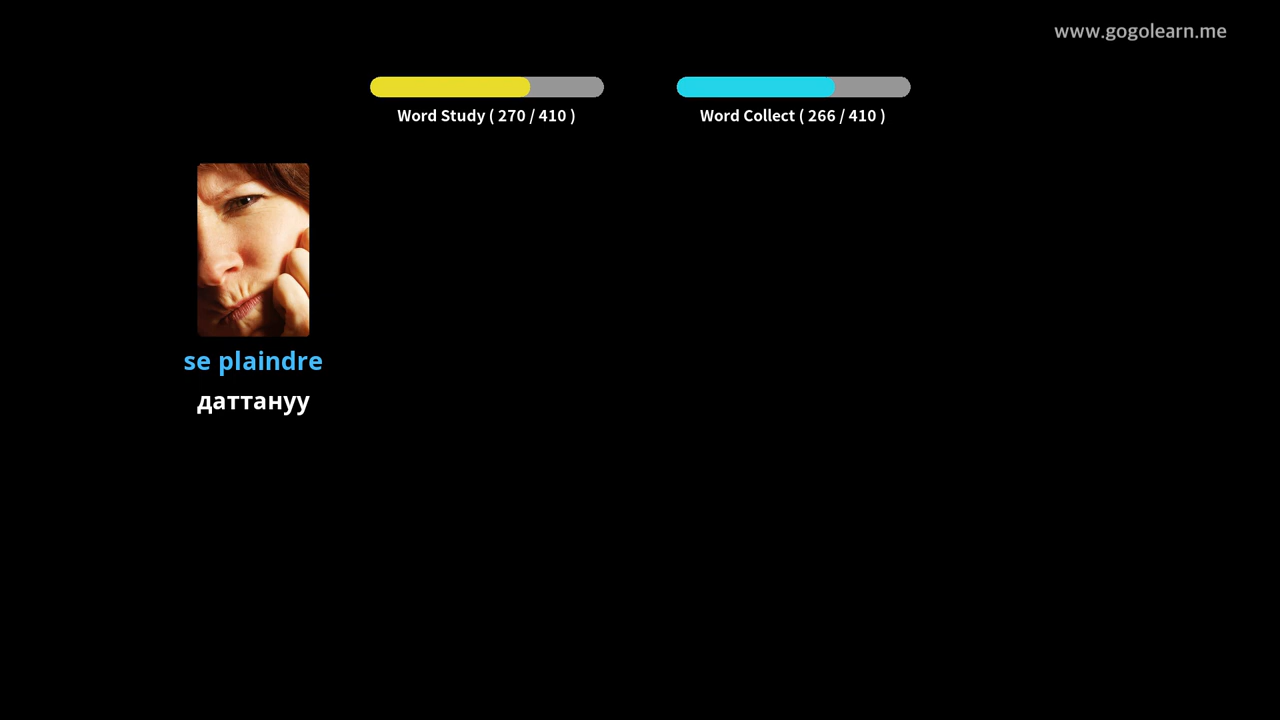 www.gogolearn.me
Word Study ( 270 / 410 )
Word Collect ( 266 / 410 )
se plaindre
даттануу